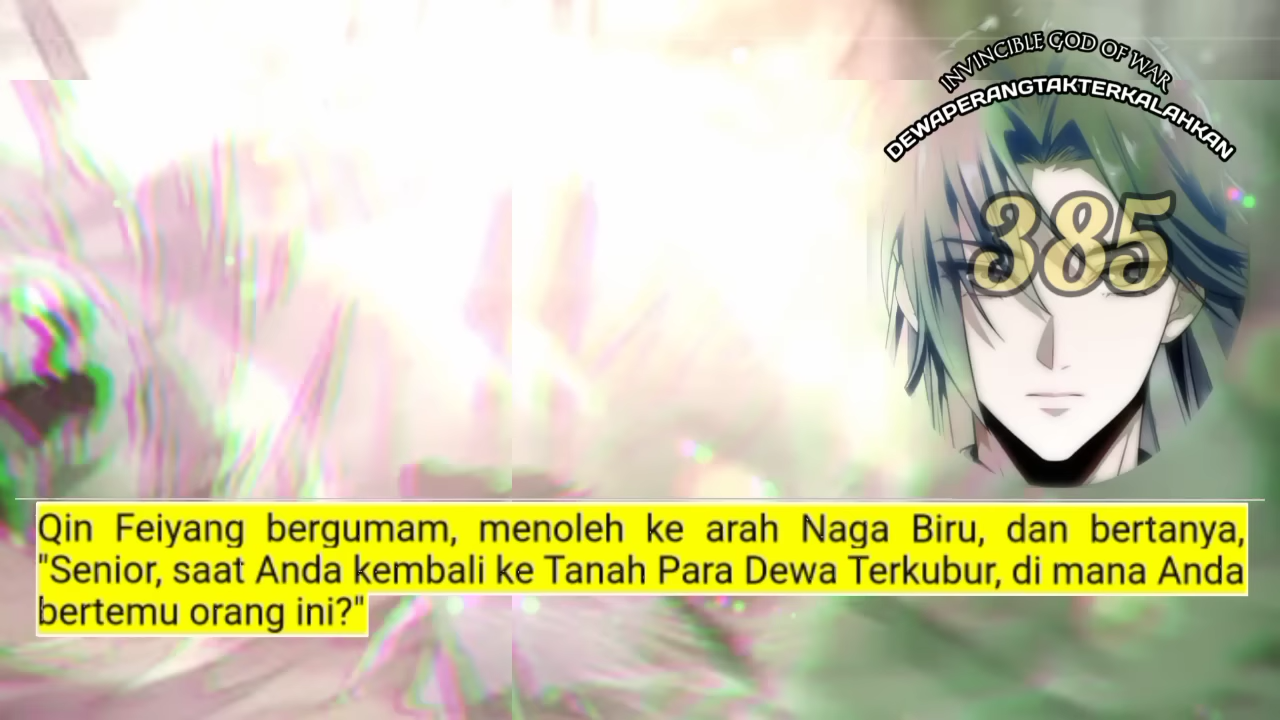 INVINCIBLE GOD OF WAR
DEWAPERANGTAKTERKALAHKAN
385
Qin Feiyang bergumam, menoleh ke arah Naga Biru, dan bertanya,
"Senior, saat Anda kembali ke Tanah Para Dewa Terkubur, di mana Anda
bertemu orang ini?"